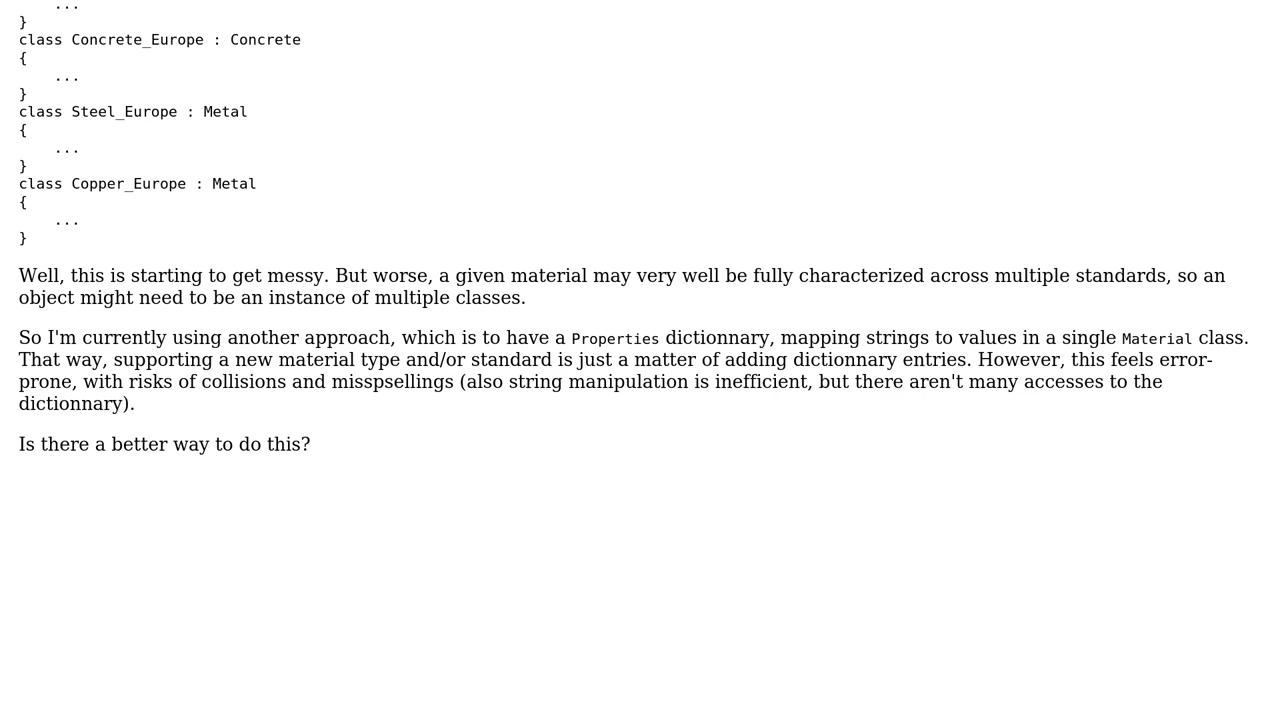 ...
}
class Concrete_Europe : Concrete
{
    ...
}
class Steel_Europe : Metal
{
    ...
}
class Copper_Europe : Metal
{
    ...
}
Well, this is starting to get messy. But worse, a given material may very well be fully characterized across multiple standards, so an
object might need to be an instance of multiple classes.
So I'm currently using another approach, which is to have a Properties dictionnary, mapping strings to values in a single Material class.
That way, supporting a new material type and/or standard is just a matter of adding dictionnary entries. However, this feels error-
prone, with risks of collisions and misspsellings (also string manipulation is inefficient, but there aren't many accesses to the
dictionnary).
Is there a better way to do this?